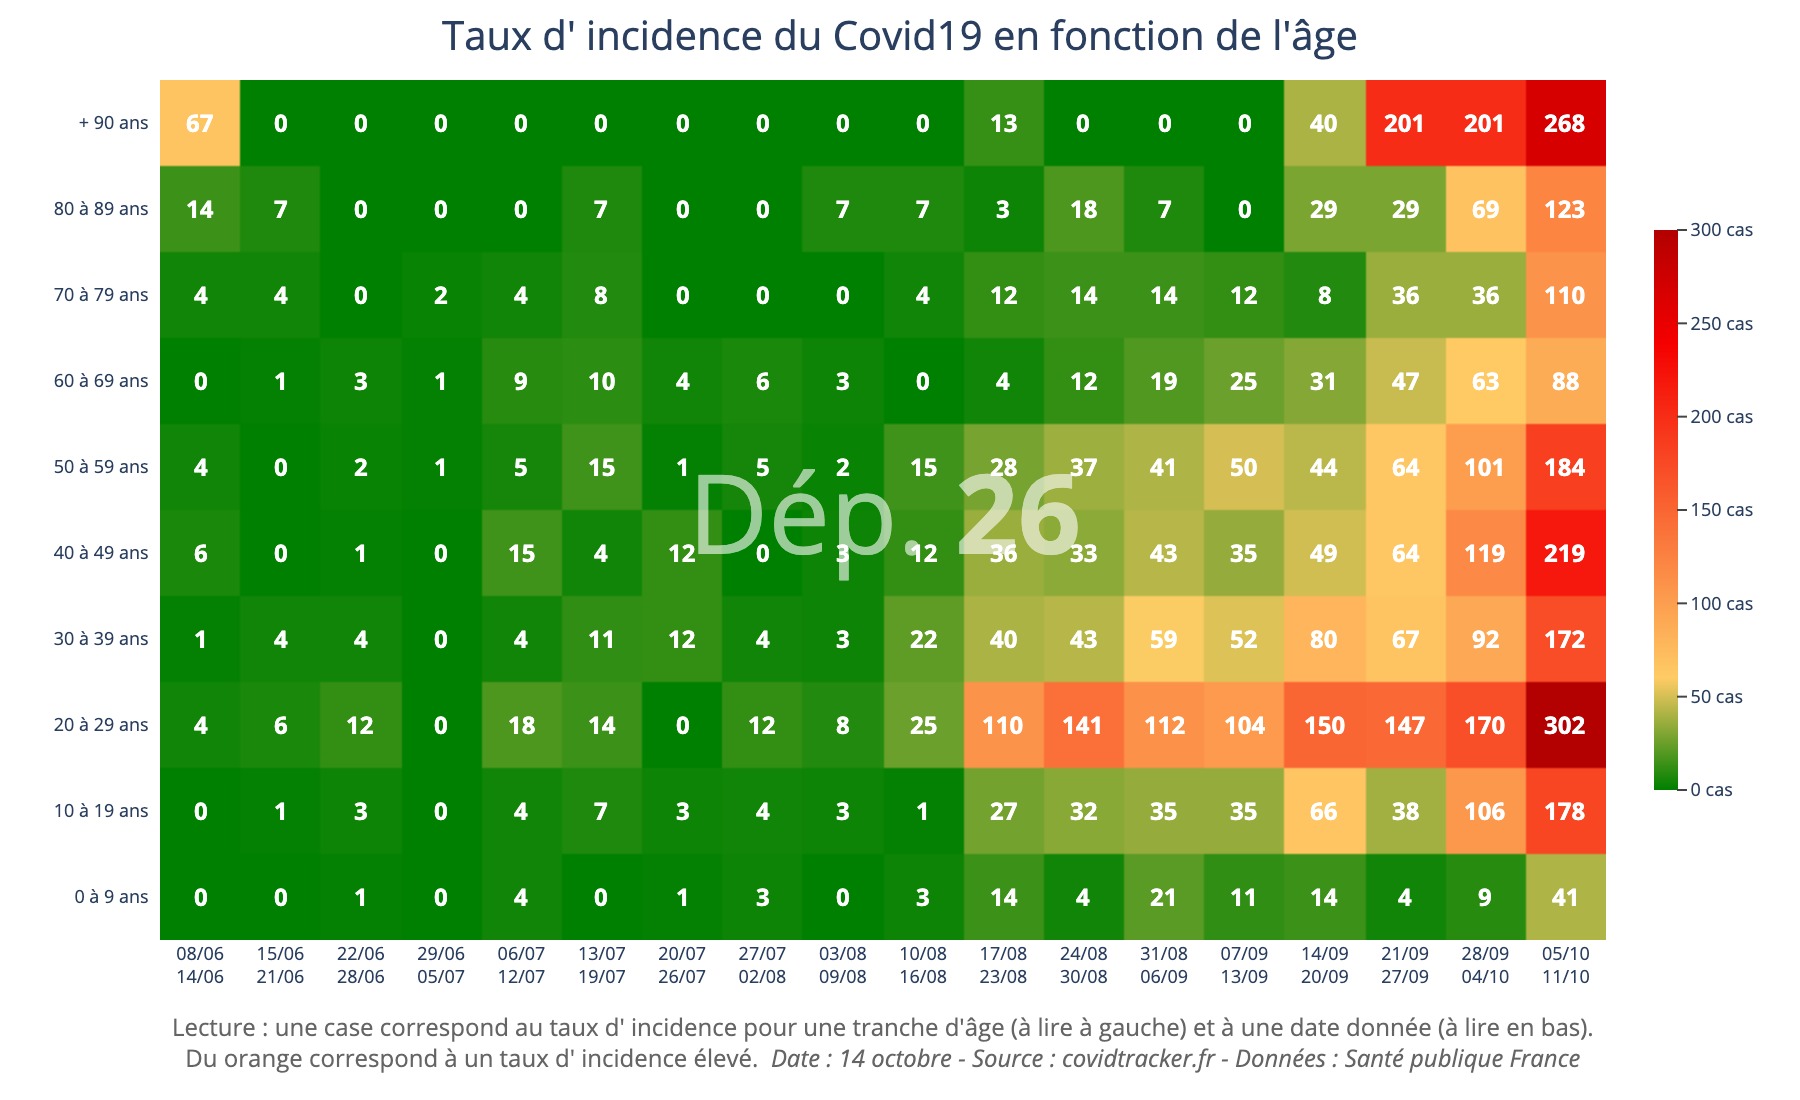 Taux d' incidence du Covid19 en fonction de l'âge
+ 90 ans 67 0 0 0 0 0 0 0 0 0 13 0 0 0 40 201 201 268
80 à 89 ans 14 7 0 0 0 7 0 0 7 7 3 18 7 0 29 29 69 123
70 à 79 ans 4 4 0 2 4 8 0 0 0 4 12 14 14 12 8 36 36 110
60 à 69 ans 0 1 3 1 9 10 4 6 3 0 4 12 19 25 31 47 63 88
50 à 59 ans 4 0 2 1 5 15 1 5 2 15 28 37 41 50 44 64 101 184
Dép. 26
40 à 49 ans 6 0 1 0 15 4 12 0 3 12 36 33 43 35 49 64 119 219
30 à 39 ans 1 4 4 0 4 11 12 4 3 22 40 43 59 52 80 67 92 172
20 à 29 ans 4 6 12 0 18 14 0 12 8 25 110 141 112 104 150 147 170 302
10 à 19 ans 0 1 3 0 4 7 3 4 3 1 27 32 35 35 66 38 106 178
0 à 9 ans 0 0 1 0 4 0 1 3 0 3 14 4 21 11 14 4 9 41
08/06 15/06 22/06 29/06 06/07 13/07 20/07 27/07 03/08 10/08 17/08 24/08 31/08 07/09 14/09 21/09 28/09 05/10
14/06 21/06 28/06 05/07 12/07 19/07 26/07 02/08 09/08 16/08 23/08 30/08 06/09 13/09 20/09 27/09 04/10 11/10
300 cas
250 cas
200 cas
150 cas
100 cas
50 cas
0 cas
Lecture : une case correspond au taux d' incidence pour une tranche d'âge (à lire à gauche) et à une date donnée (à lire en bas).
Du orange correspond à un taux d' incidence élevé. Date : 14 octobre - Source : covidtracker.fr - Données : Santé publique France